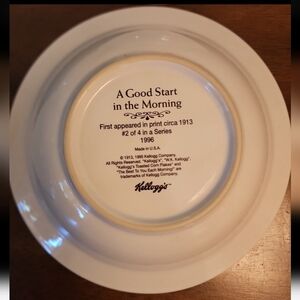 A Good Start
in the Morning
First appeared in print circa 1913
#2 of 4 in a Series
1996
Made in U.S.A.
© 1913, 1996 Kellogg Company.
All Rights Reserved. "Kellogg's", "W.K. Kellogg",
"Kellogg's Toasted Corn Flakes" and
"The Best To You Each Morning" are
trademarks of Kellogg Company.
Kellogg's